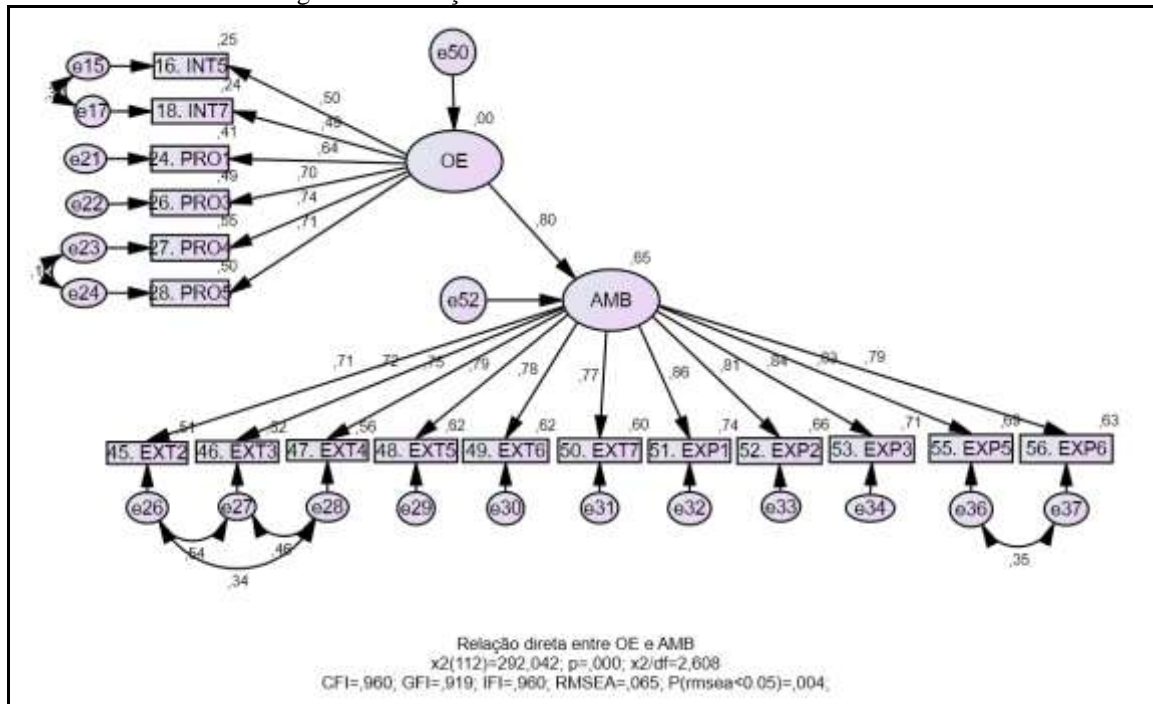 ,25
e50
e15
16. INT5
,24
,50
e17
18. INT7
,00
,49
,41
,64
OE
e21
24. PRO1
,70
,49
e22
26. PRO3
,74
,55
,71
,80
e23
27. PRO4
,50
,65
e24
28. PRO5
e52
AMB
,71
,72
,75
,79
,78
,77
,86
,81
,84
,83
,79
,51
,52
,56
,62
,62
,60
,74
,66
,71
,69
,63
45. EXT2
46. EXT3
47. EXT4
48. EXT5
49. EXT6
50. EXT7
51. EXP1
52. EXP2
53. EXP3
55. EXP5
56. EXP6
e26
e27
e28
e29
e30
e31
e32
e33
e34
e36
e37
,46
,35
,34
Relação direta entre OE e AMB
x2(112)=292,042; p=,000; x2/df=2,608
CFI=,960; GFI=,919; IFI=,960; RMSEA=,065; P(rmsea<0.05)=,004;